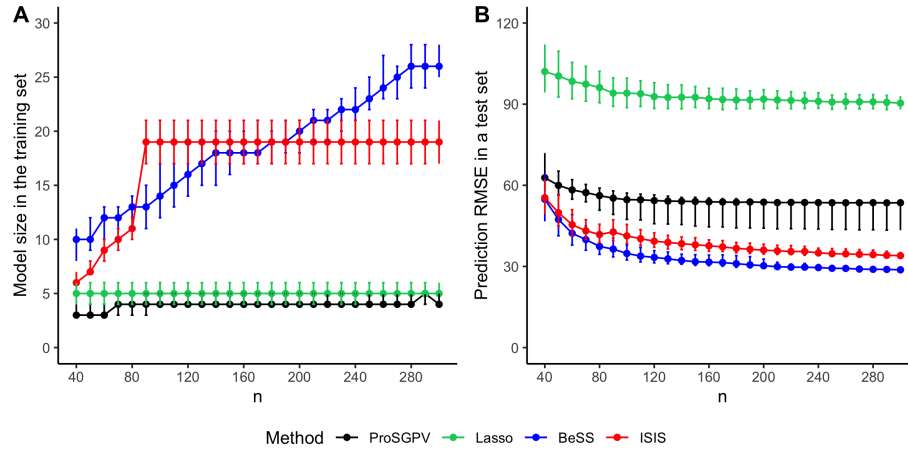 A
B
Model size in the training set
30
25
20
15
10
5
0
40 80 120 160 200 240 280
n
Prediction RMSE in a test set
120
90
60
30
0
40 80 120 160 200 240 280
n
Method ProSGPV Lasso BeSS ISIS